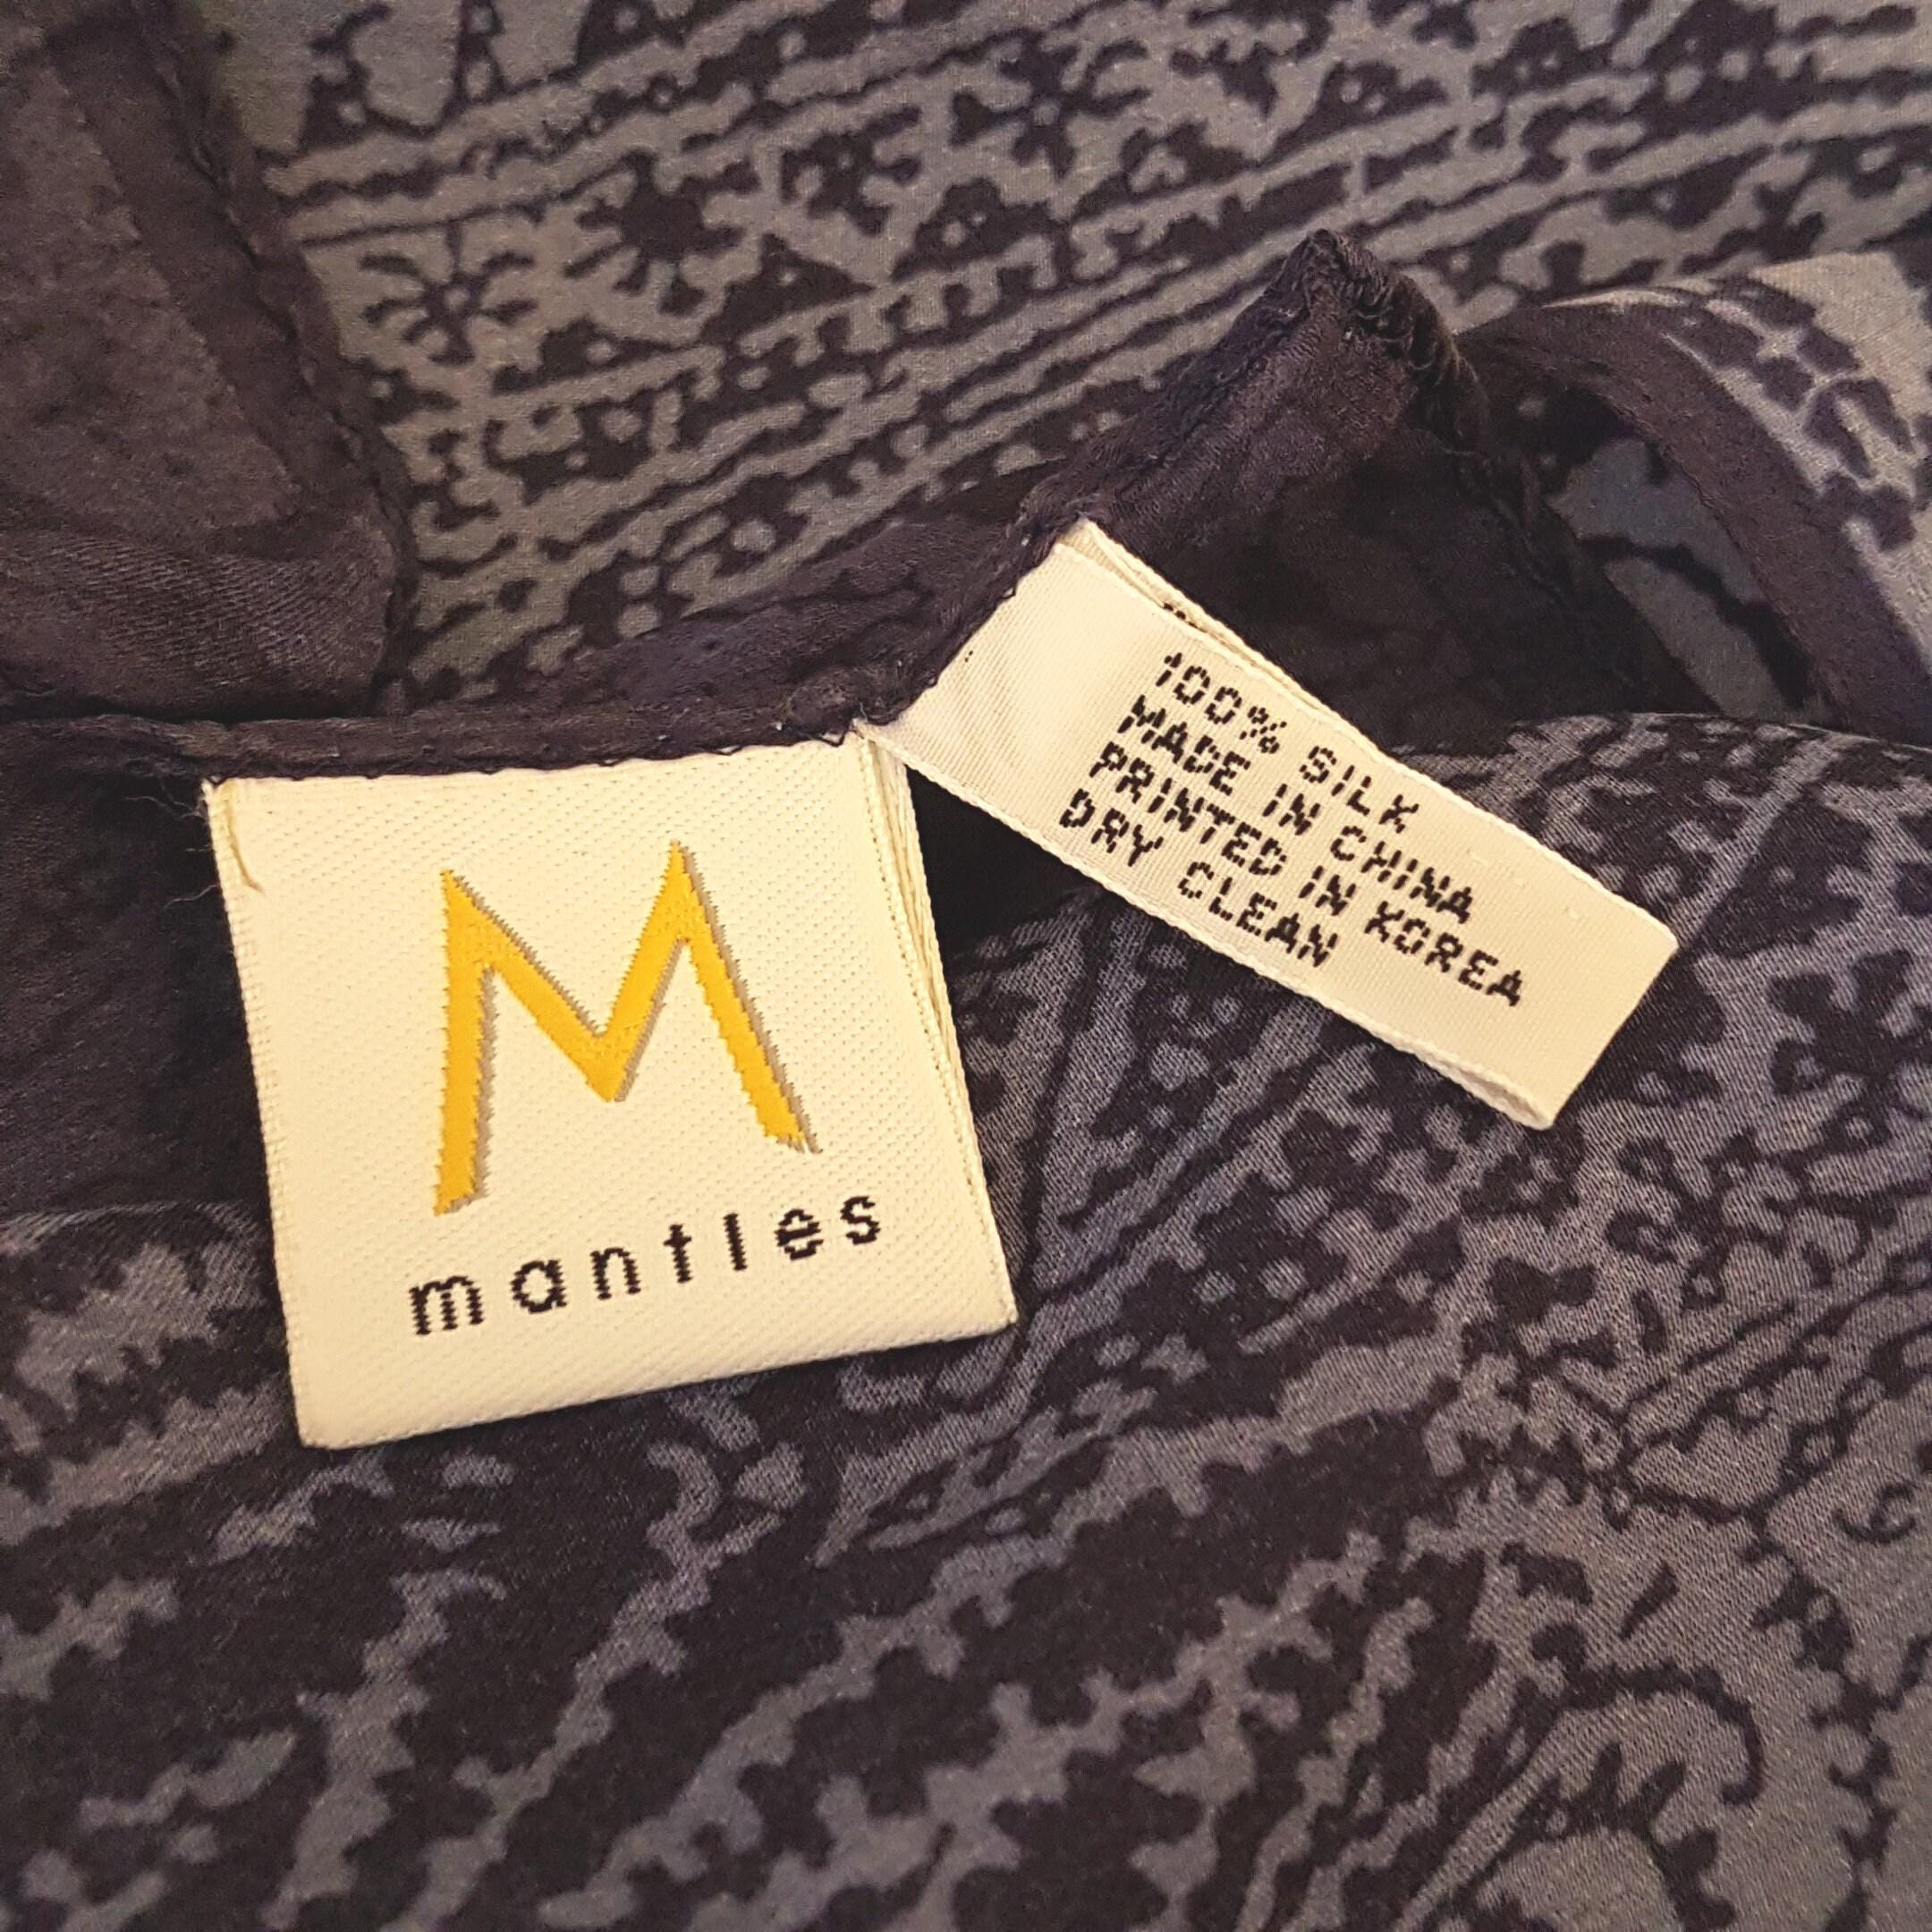 M
mantles
100% SILK
MADE IN CHINA
PRINTED IN KOREA
DRY CLEAN